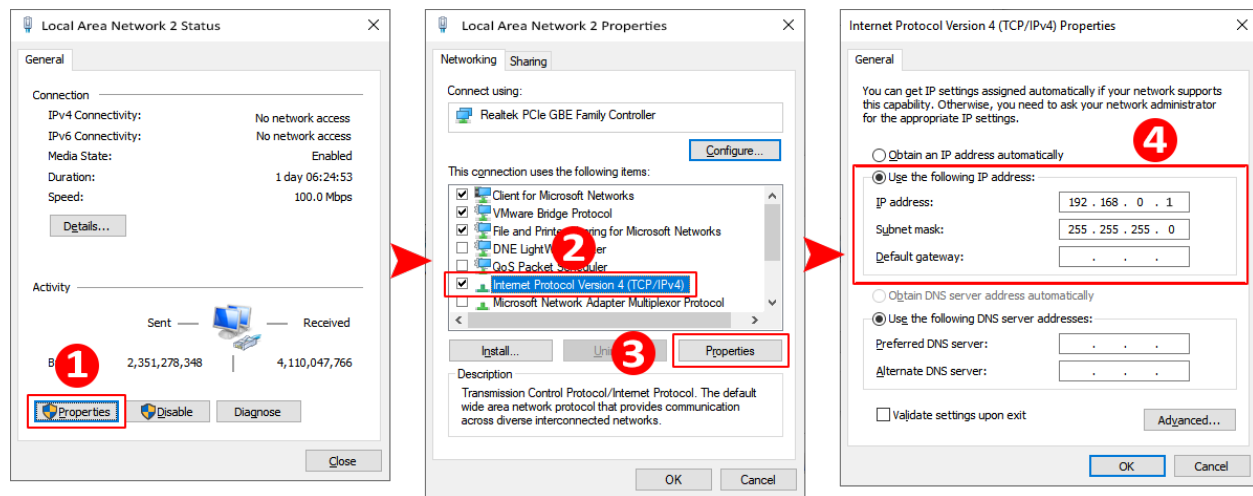 Local Area Network 2 Status
General
Connection
IPv4 Connectivity: No network access
IPv6 Connectivity: No network access
Media State: Enabled
Duration: 1 day 06:24:53
Speed: 100.0 Mbps
Details...
Activity
Sent — Received
1
2,351,278,348 4,110,047,766
Properties Disable Diagnose
Close
Local Area Network 2 Properties
Networking Sharing
Connect using:
Realtek PCIe GBE Family Controller
Configure...
This connection uses the following items:
Client for Microsoft Networks
VMware Bridge Protocol
File and Printer Sharing for Microsoft Networks
DNE LightW
2
QoS Packet Scheduler
Internet Protocol Version 4 (TCP/IPv4)
Microsoft Network Adapter Multiplexor Protocol
Install... 3 Properties
Description
Transmission Control Protocol/Internet Protocol. The default
wide area network protocol that provides communication
across diverse interconnected networks.
OK Cancel
Internet Protocol Version 4 (TCP/IPv4) Properties
General
You can get IP settings assigned automatically if your network supports
this capability. Otherwise, you need to ask your network administrator
for the appropriate IP settings.
4
Obtain an IP address automatically
Use the following IP address:
IP address: 192 . 168 . 0 . 1
Subnet mask: 255 . 255 . 255 . 0
Default gateway: . . .
Obtain DNS server address automatically
Use the following DNS server addresses:
Preferred DNS server: . . .
Alternate DNS server: . . .
Validate settings upon exit
Advanced...
OK Cancel